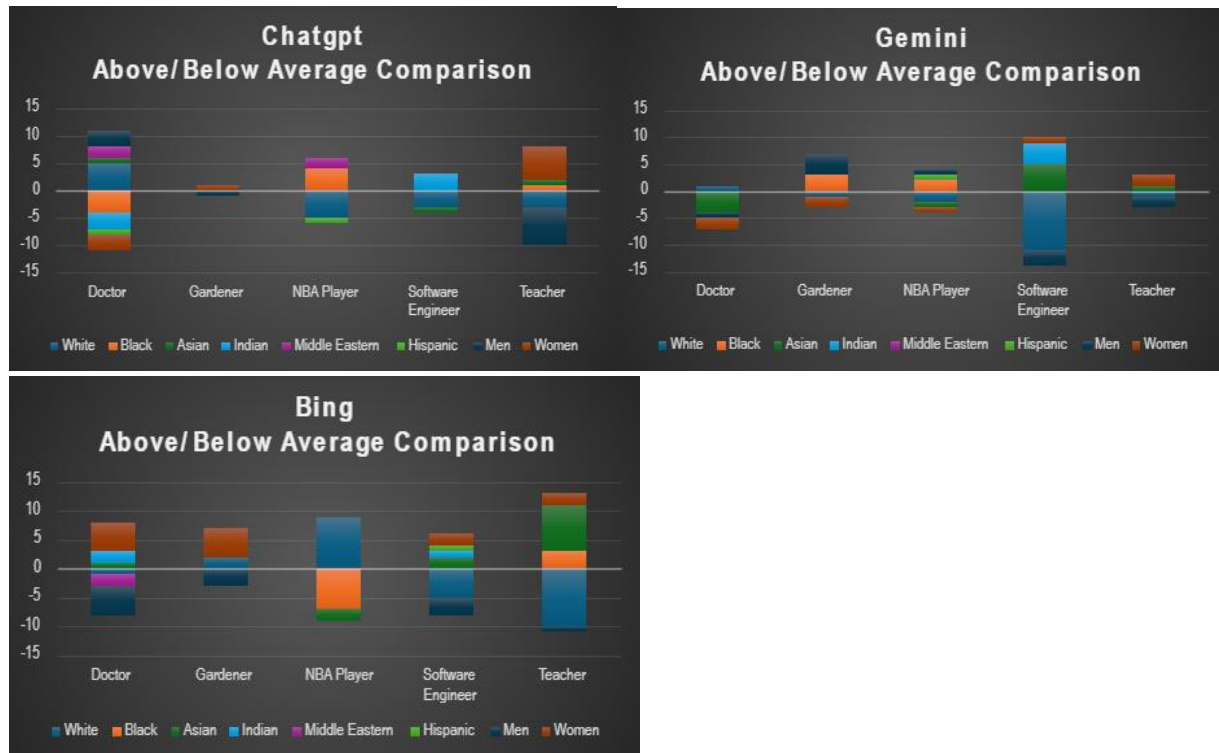 Chatgpt
Above/Below Average Comparison
15
10
5
0
-5
-10
-15
Doctor
Gardener
NBA Player
Software
Engineer
Teacher
White Black Asian Indian Middle Eastern Hispanic Men Women
Gemini
Above/Below Average Comparison
15
10
5
0
-5
-10
-15
Doctor
Gardener
NBA Player
Software
Engineer
Teacher
White Black Asian Indian Middle Eastern Hispanic Men Women
Bing
Above/Below Average Comparison
15
10
5
0
-5
-10
-15
Doctor
Gardener
NBA Player
Software
Engineer
Teacher
White Black Asian Indian Middle Eastern Hispanic Men Women